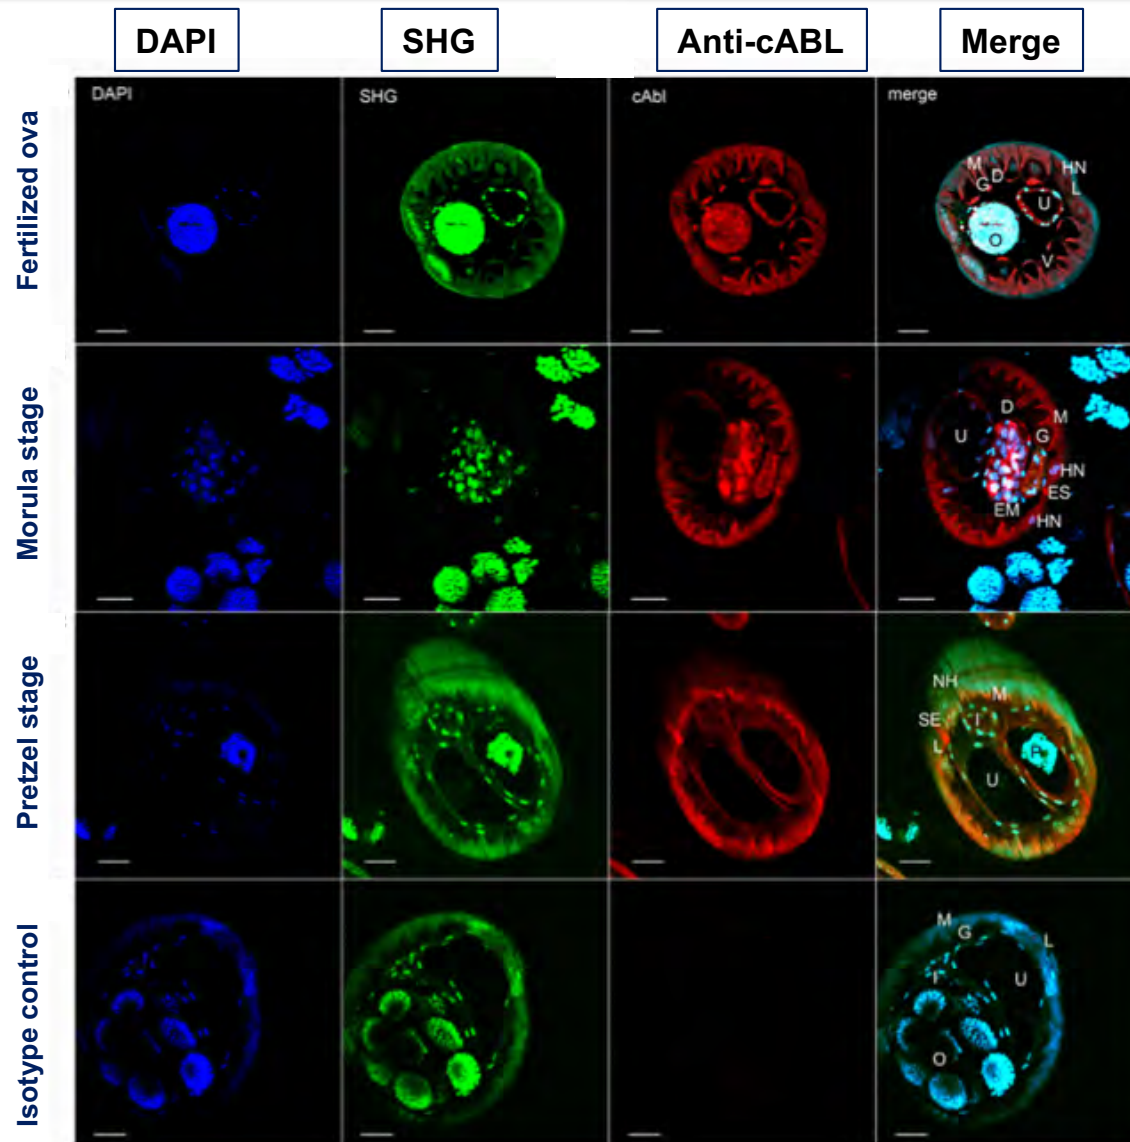 DAPI SHG Anti-cABL Merge
Fertilized ova
DAPI SHG cAbl merge
M D HN
G L
U
O
V
Morula stage
D M
U G
HN
ES
EM
HN
Pretzel stage
NH M
SE I
L P
U
Isotype control
M
G L
I U
O